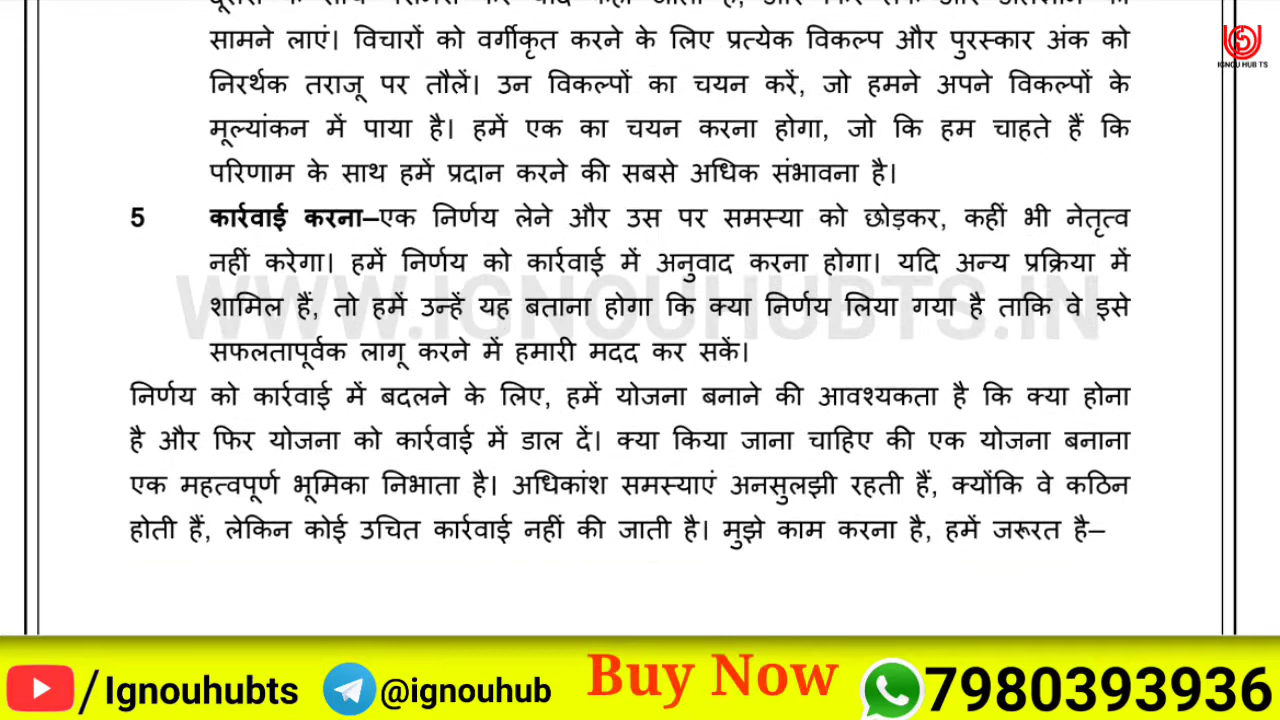 सामने लाएं। विचारों को वर्गीकृत करने के लिए प्रत्येक विकल्प और पुरस्कार अंक को
निरर्थक तराजू पर तौलें। उन विकल्पों का चयन करें, जो हमने अपने विकल्पों के
मूल्यांकन में पाया है। हमें एक का चयन करना होगा, जो कि हम चाहते हैं कि
परिणाम के साथ हमें प्रदान करने की सबसे अधिक संभावना है।
5 कार्रवाई करना–एक निर्णय लेने और उस पर समस्या को छोड़कर, कहीं भी नेतृत्व
नहीं करेगा। हमें निर्णय को कार्रवाई में अनुवाद करना होगा। यदि अन्य प्रक्रिया में
शामिल हैं, तो हमें उन्हें यह बताना होगा कि क्या निर्णय लिया गया है ताकि वे इसे
सफलतापूर्वक लागू करने में हमारी मदद कर सकें।
निर्णय को कार्रवाई में बदलने के लिए, हमें योजना बनाने की आवश्यकता है कि क्या होना
है और फिर योजना को कार्रवाई में डाल दें। क्या किया जाना चाहिए की एक योजना बनाना
एक महत्वपूर्ण भूमिका निभाता है। अधिकांश समस्याएं अनसुलझी रहती हैं, क्योंकि वे कठिन
होती हैं, लेकिन कोई उचित कार्रवाई नहीं की जाती है। मुझे काम करना है, हमें जरूरत है–
WWW.IGNOUHUBTS.IN
IGNOU HUB TS
/Ignouhubts @ignouhub Buy Now 7980393936